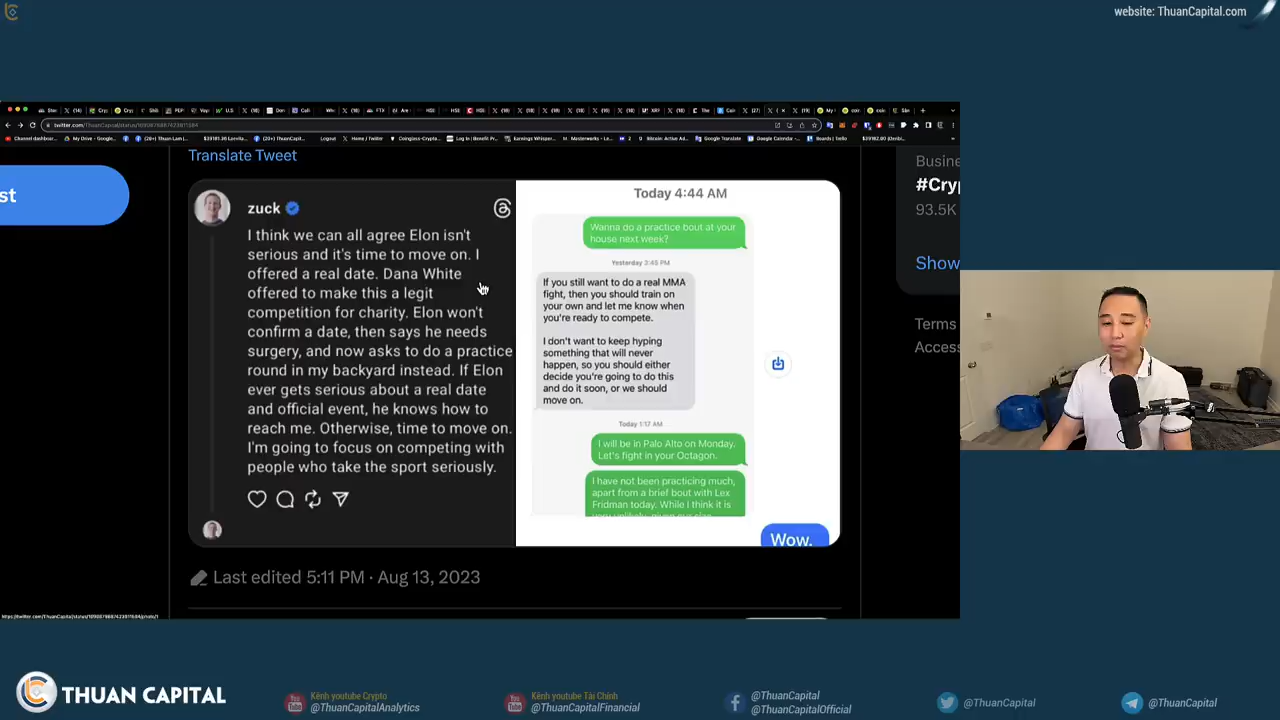 website: ThuanCapital.com
Translate Tweet
st
zuck
I think we can all agree Elon isn't
serious and it's time to move on. I
offered a real date. Dana White
offered to make this a legit
competition for charity. Elon won't
confirm a date, then says he needs
surgery, and now asks to do a practice
round in my backyard instead. If Elon
ever gets serious about a real date
and official event, he knows how to
reach me. Otherwise, time to move on.
I'm going to focus on competing with
people who take the sport seriously.
Today 4:44 AM
Wanna do a practice bout at your
house next week?
Yesterday 3:45 PM
If you still want to do a real MMA
fight, then you should train on
your own and let me know when
you're ready to compete.
I don't want to keep hyping
something that will never
happen, so you should either
decide you're going to do this
and do it soon, or we should
move on.
Today 1:17 AM
I will be in Palo Alto on Monday.
Let's fight in your Octagon.
I have not been practicing much,
apart from a brief bout with Lex
Fridman today. While I think it is
Wow.
Last edited 5:11 PM · Aug 13, 2023
Busine
#Cry
93.5K
Show
Terms
Access
THUAN CAPITAL
Kênh youtube Crypto
@ThuanCapitalAnalytics
Kênh youtube Tài Chính
@ThuanCapitalFinancial
@ThuanCapital
@ThuanCapitalOfficial
@ThuanCapital
@ThuanCapital